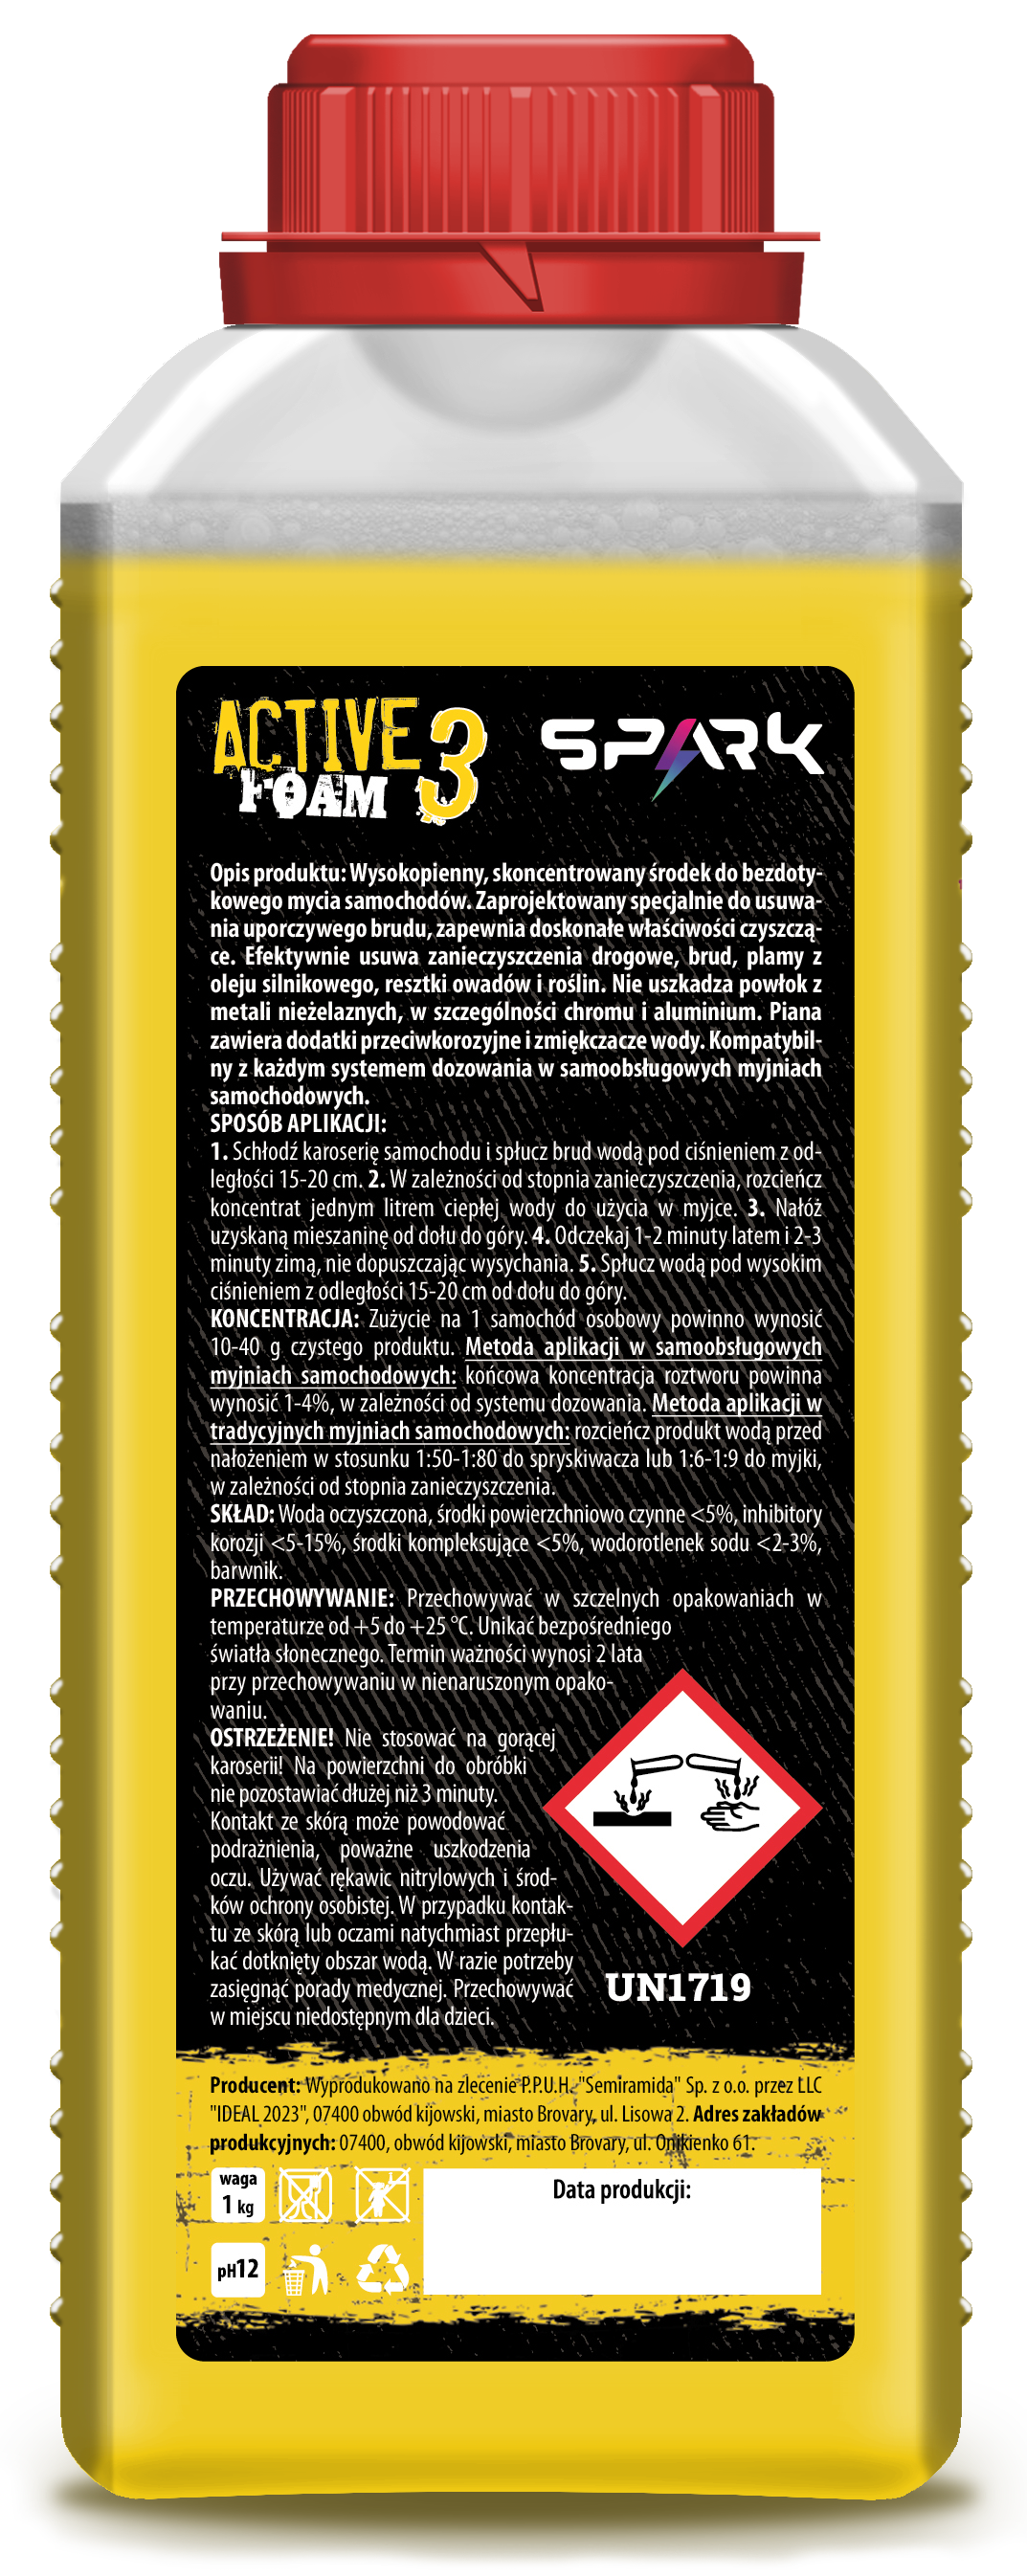 ACTIVE 3
FOAM
SPARK
Opis produktu: Wysokopienny, skoncentrowany środek do bezdoty-
kowego mycia samochodów. Zaprojektowany specjalnie do usuwa-
nia uporczywego brudu, zapewnia doskonałe właściwości czyszczą-
ce. Efektywnie usuwa zanieczyszczenia drogowe, brud, plamy z
oleju silnikowego, resztki owadów i roślin. Nie uszkadza powłok z
metali nieżelaznych, w szczególności chromu i aluminium. Piana
zawiera dodatki przeciwkorozyjne i zmiękczacze wody. Kompatybil-
ny z każdym systemem dozowania w samoobsługowych myjniach
samochodowych.
SPOSÓB APLIKACJI:
1. Schłodź karoserię samochodu i spłucz brud wodą pod ciśnieniem z od-
ległości 15-20 cm. 2. W zależności od stopnia zanieczyszczenia, rozcieńcz
koncentrat jednym litrem ciepłej wody do użycia w myjce. 3. Nałóż
uzyskaną mieszaninę od dołu do góry. 4. Odczekaj 1-2 minuty latem i 2-3
minuty zimą, nie dopuszczając wysychania. 5. Spłucz wodą pod wysokim
ciśnieniem z odległości 15-20 cm od dołu do góry.
KONCENTRACJA: Zużycie na 1 samochód osobowy powinno wynosić
10-40 g czystego produktu. Metoda aplikacji w samoobsługowych
myjniach samochodowych: końcowa koncentracja roztworu powinna
wynosić 1-4%, w zależności od systemu dozowania. Metoda aplikacji w
tradycyjnych myjniach samochodowych: rozcieńcz produkt wodą przed
nałożeniem w stosunku 1:50-1:80 do spryskiwacza lub 1:6-1:9 do myjki,
w zależności od stopnia zanieczyszczenia.
SKŁAD: Woda oczyszczona, środki powierzchniowo czynne <5%, inhibitory
korozji <5-15%, środki kompleksujące <5%, wodorotlenek sodu <2-3%,
barwnik.
PRZECHOWYWANIE: Przechowywać w szczelnych opakowaniach w
temperaturze od +5 do +25 °C. Unikać bezpośredniego
światła słonecznego. Termin ważności wynosi 2 lata
przy przechowywaniu w nienaruszonym opako-
waniu.
OSTRZEŻENIE! Nie stosować na gorącej
karoserii! Na powierzchni do obróbki
nie pozostawiać dłużej niż 3 minuty.
Kontakt ze skórą może powodować
podrażnienia, poważne uszkodzenia
oczu. Używać rękawic nitrylowych i środ-
ków ochrony osobistej. W przypadku kontak-
tu ze skórą lub oczami natychmiast przepłu-
kać dotknięty obszar wodą. W razie potrzeby
zasięgnąć porady medycznej. Przechowywać
w miejscu niedostępnym dla dzieci.
UN1719
Producent: Wyprodukowano na zlecenie P.P.U.H. "Semiramida" Sp. z o.o. przez LLC
"IDEAL 2023", 07400 obwód kijowski, miasto Brovary, ul. Lisowa 2. Adres zakładów
produkcyjnych: 07400, obwód kijowski, miasto Brovary, ul. Onikienko 61.
waga
1 kg
Data produkcji:
pH12